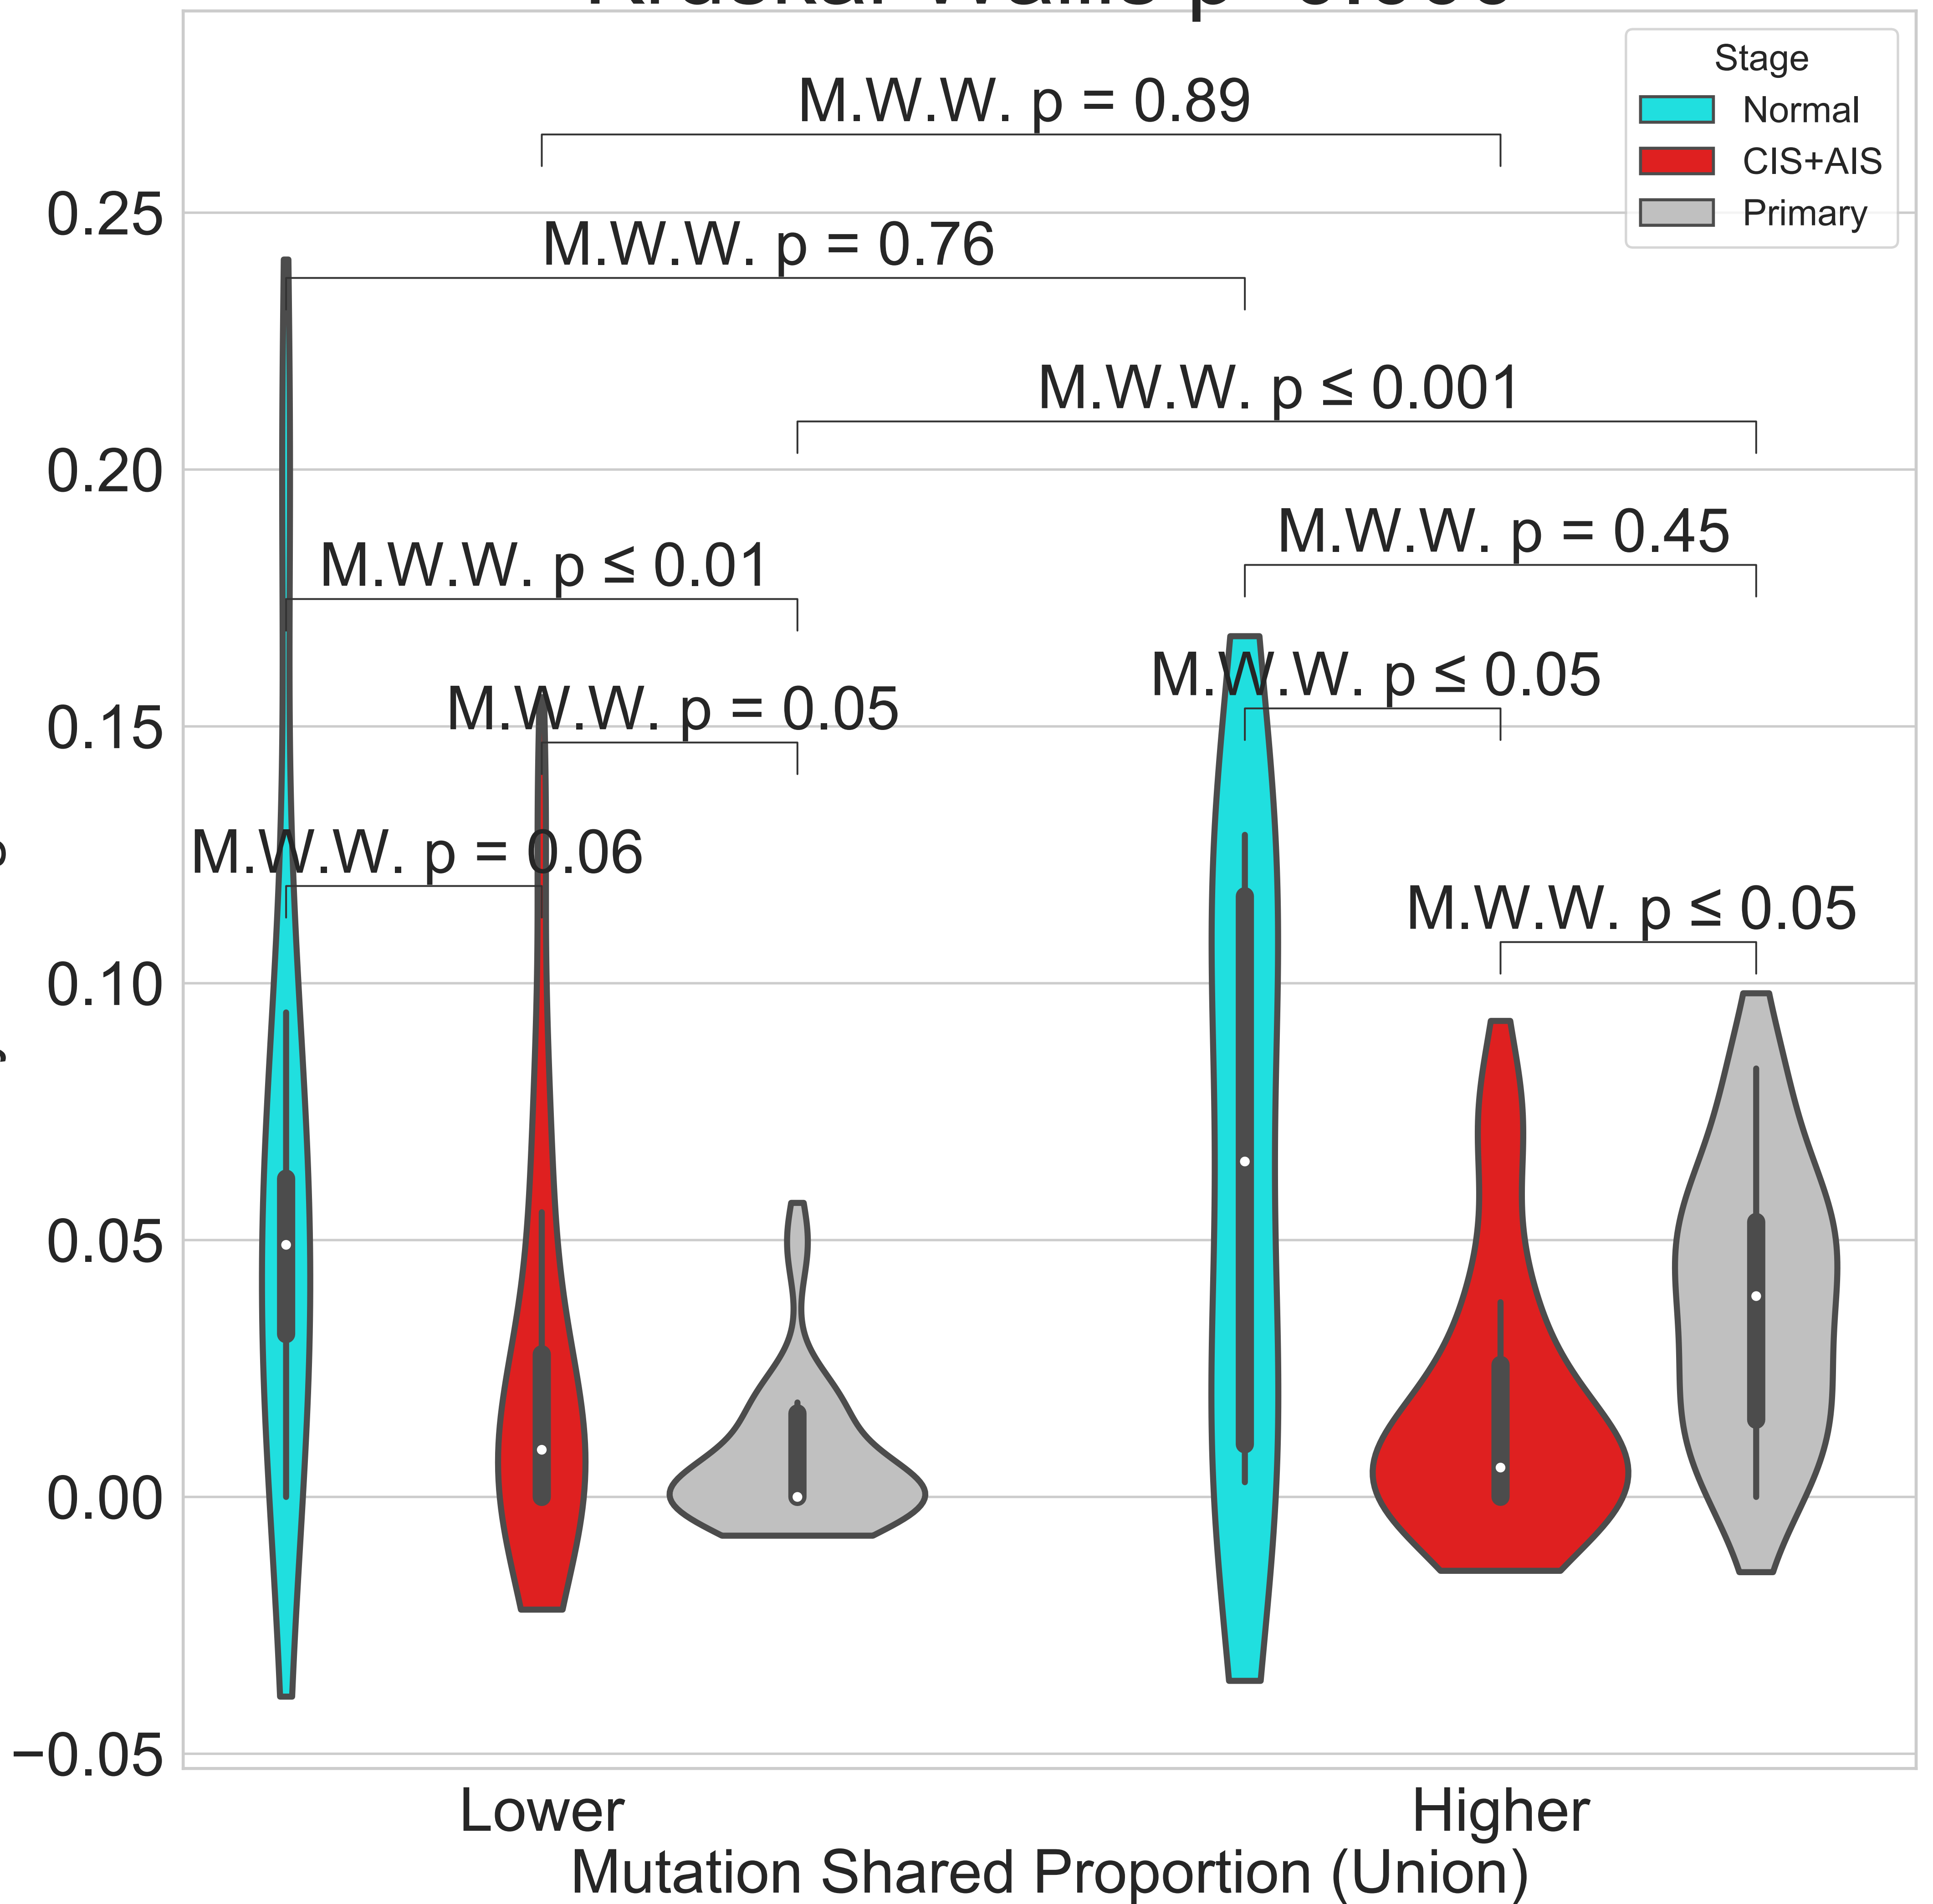 M.W.W. p = 0.89
Stage
Normal
CIS+AIS
Primary
0.25
M.W.W. p = 0.76
M.W.W. p ≤ 0.001
0.20
M.W.W. p = 0.45
M.W.W. p ≤ 0.01
M.W.W. p ≤ 0.05
M.W.W. p = 0.05
0.15
M.W.W. p = 0.06
M.W.W. p ≤ 0.05
0.10
0.05
0.00
−0.05
Lower
Higher
Mutation Shared Proportion (Union)